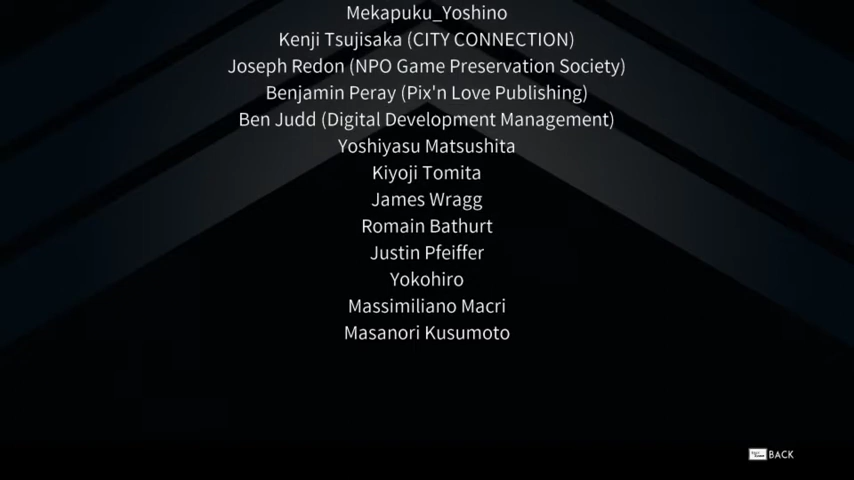 Mekapuku_Yoshino
Kenji Tsujisaka (CITY CONNECTION)
Joseph Redon (NPO Game Preservation Society)
Benjamin Peray (Pix'n Love Publishing)
Ben Judd (Digital Development Management)
Yoshiyasu Matsushita
Kiyoji Tomita
James Wragg
Romain Bathurt
Justin Pfeiffer
Yokohiro
Massimiliano Macri
Masanori Kusumoto
BACK